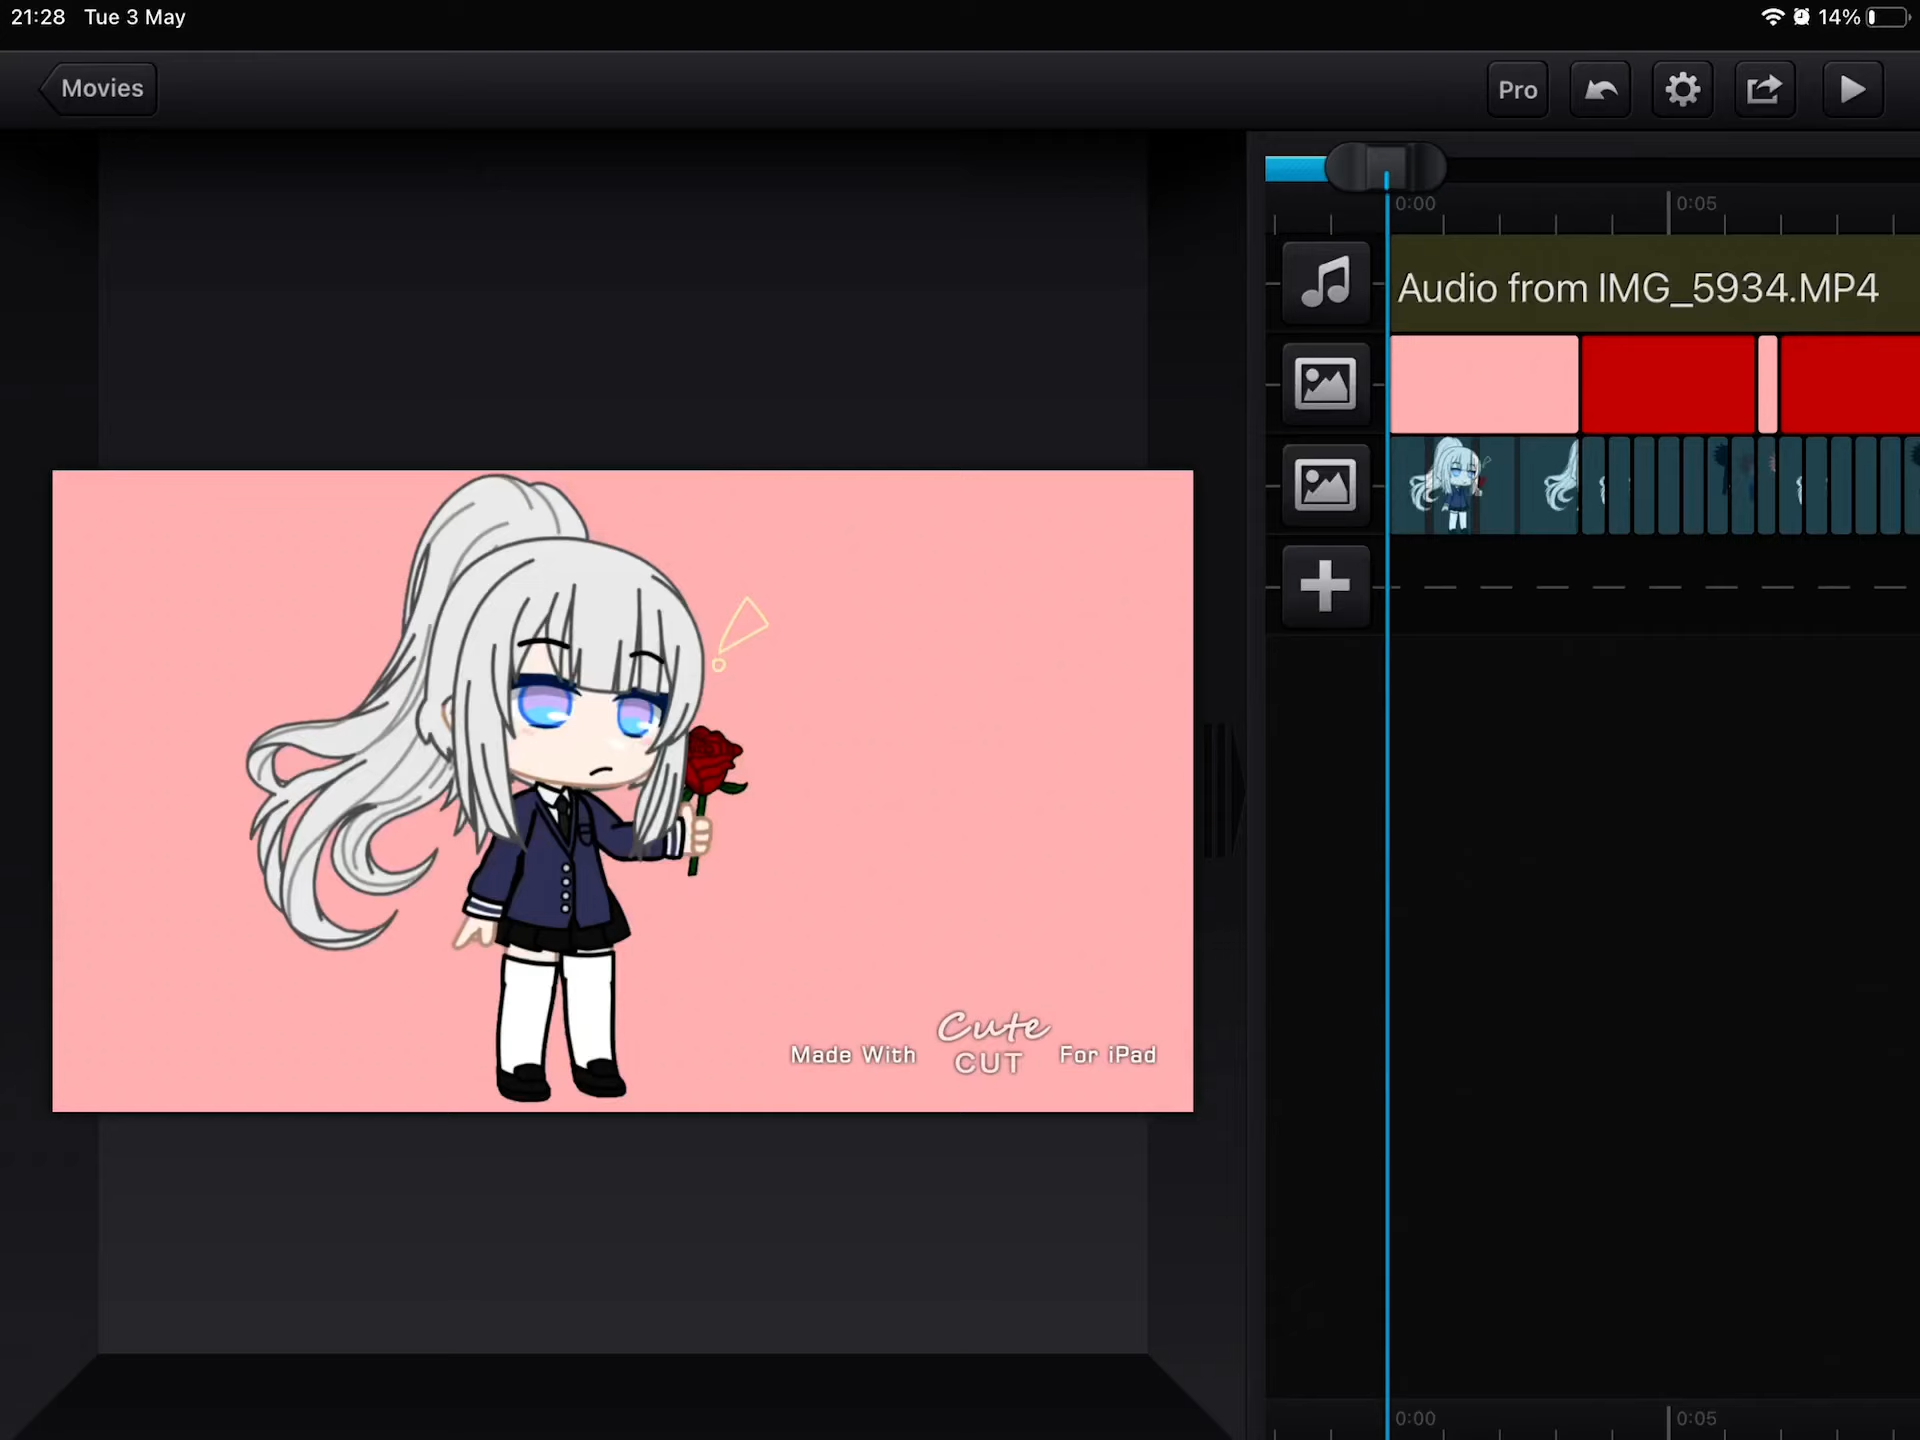 21:28 Tue 3 May
14%
Movies
Pro
0:00
0:05
Audio from IMG_5934.MP4
Made With Cute CUT For iPad
0:00
0:05